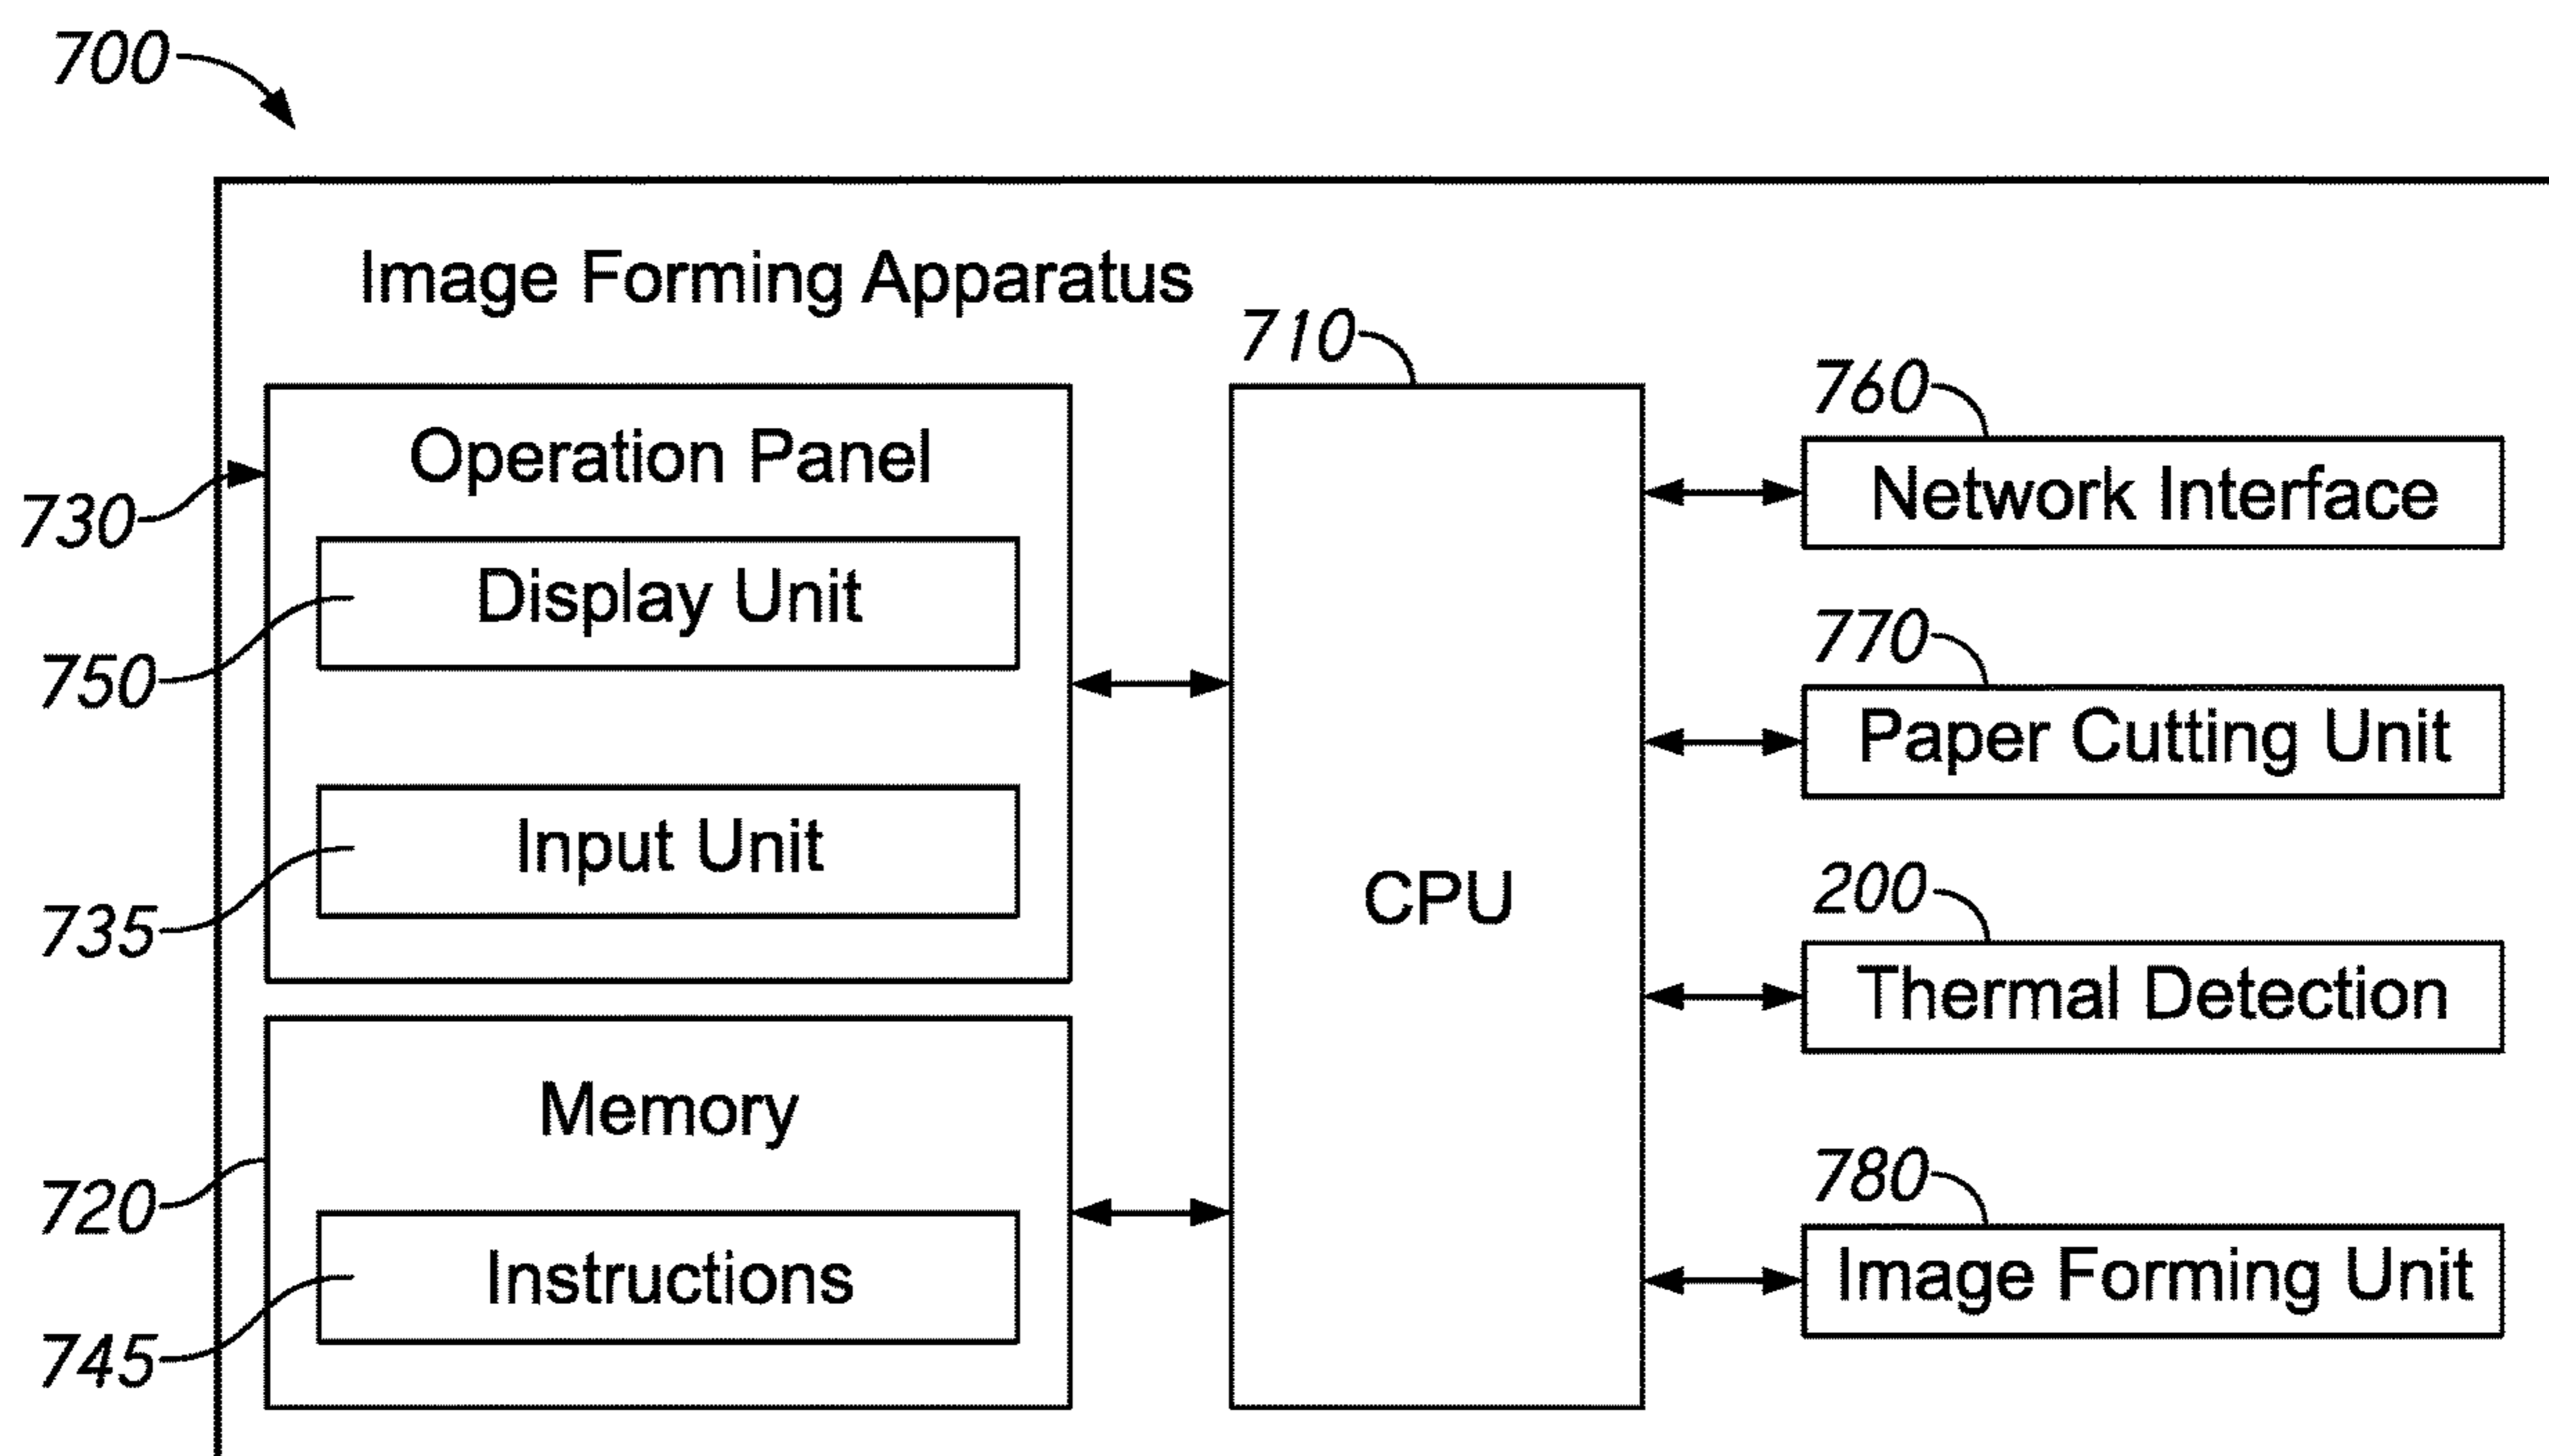 700
Image Forming Apparatus
710
760
Operation Panel
Network Interface
730
Display Unit
770
750
Paper Cutting Unit
Input Unit
200
735
CPU
Thermal Detection
Memory
780
720
Instructions
Image Forming Unit
745